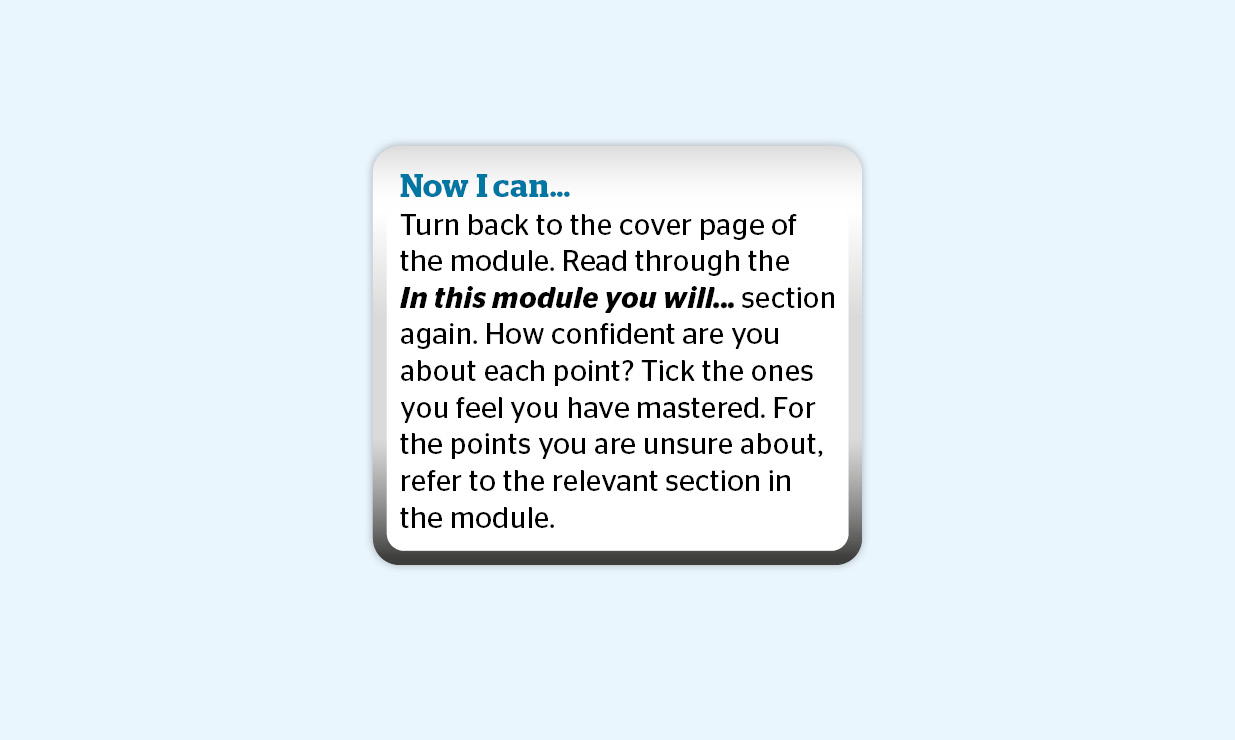 Now I can...
Turn back to the cover page of
the module. Read through the
In this module you will... section
again. How confident are you
about each point? Tick the ones
you feel you have mastered. For
the points you are unsure about,
refer to the relevant section in
the module.